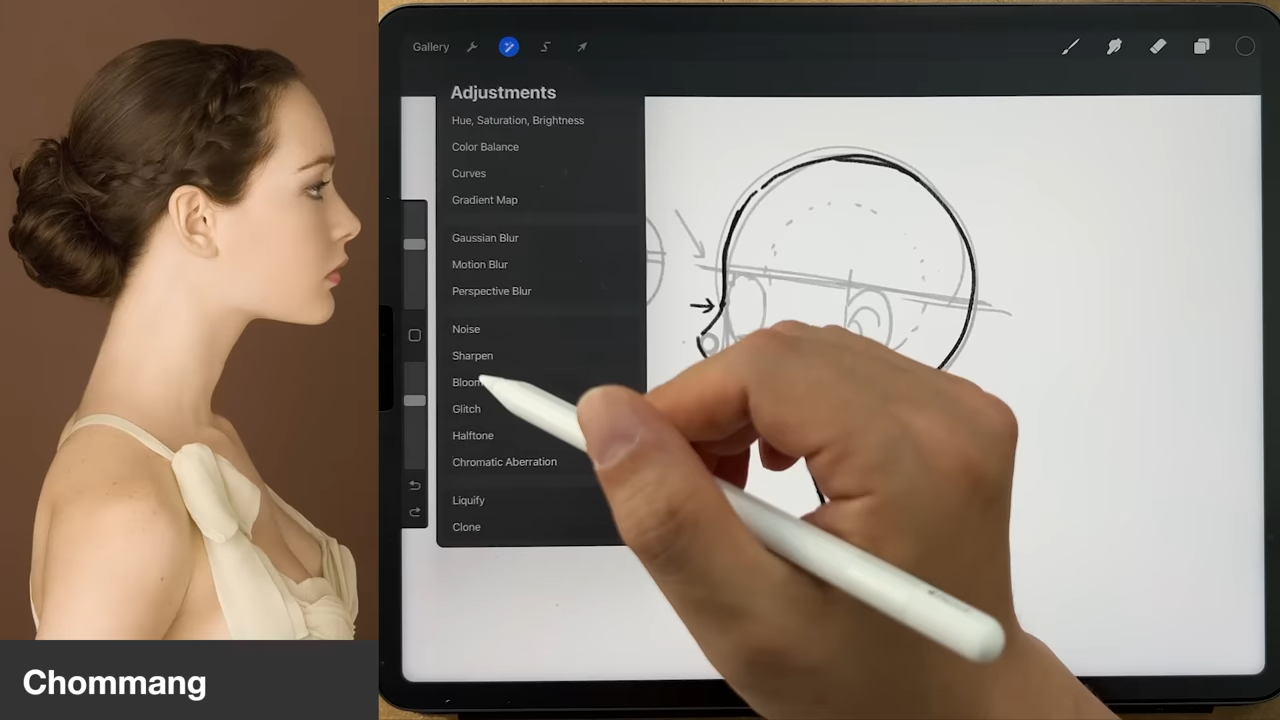 Gallery
Adjustments
Hue, Saturation, Brightness
Color Balance
Curves
Gradient Map
Gaussian Blur
Motion Blur
Perspective Blur
Noise
Sharpen
Bloom
Glitch
Halftone
Chromatic Aberration
Liquify
Clone
Chommang